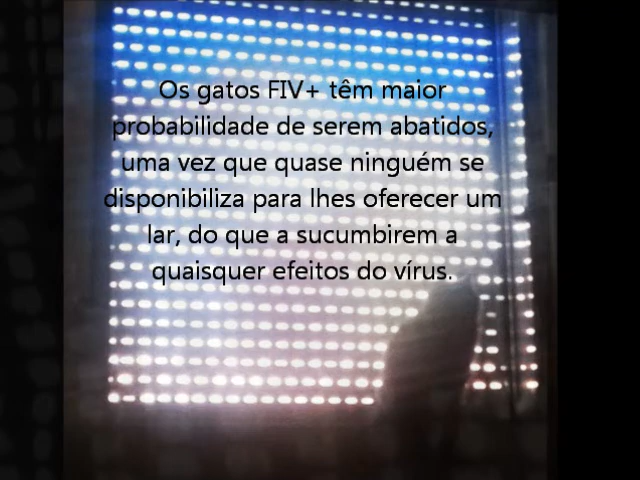 Os gatos FIV+ têm maior
probabilidade de serem abatidos,
uma vez que quase ninguém se
disponibiliza para lhes oferecer um
lar, do que a sucumbirem a
quaisquer efeitos do vírus.